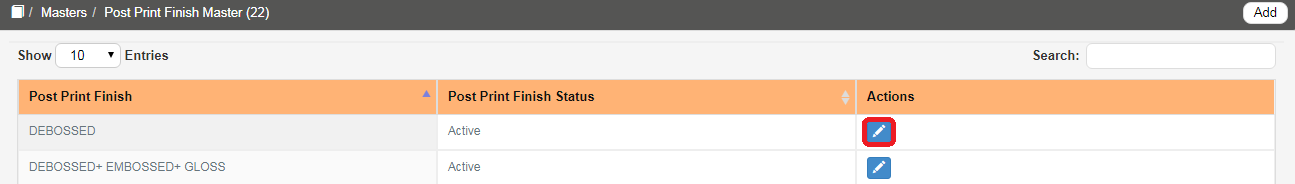 / Masters / Post Print Finish Master (22) Add
Show 10 Entries Search:
Post Print Finish Post Print Finish Status Actions
DEBOSSED Active
DEBOSSED+ EMBOSSED+ GLOSS Active